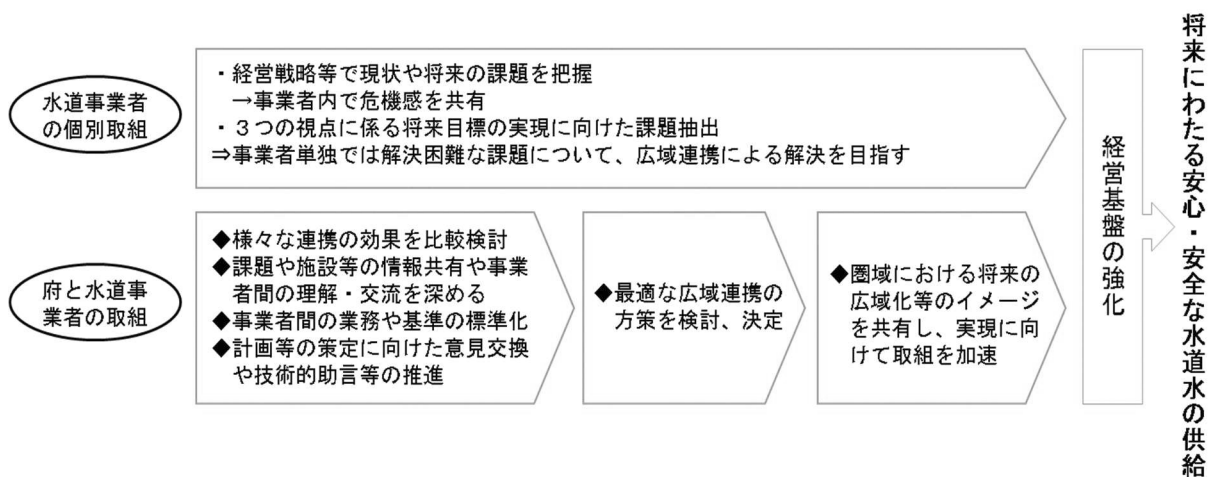 水道事業者
の個別取組
・経営戦略等で現状や将来の課題を把握
→事業者内で危機感を共有
・３つの視点に係る将来目標の実現に向けた課題抽出
⇒事業者単独では解決困難な課題について、広域連携による解決を目指す
府と水道事
業者の取組
◆様々な連携の効果を比較検討
◆課題や施設等の情報共有や事業
者間の理解・交流を深める
◆事業者間の業務や基準の標準化
◆計画等の策定に向けた意見交換
や技術的助言等の推進
◆最適な広域連携の
方策を検討、決定
◆圏域における将来の
広域化等のイメージ
を共有し、実現に向
けて取組を加速
経営基盤の強化
将来にわたる安心・安全な水道水の供給